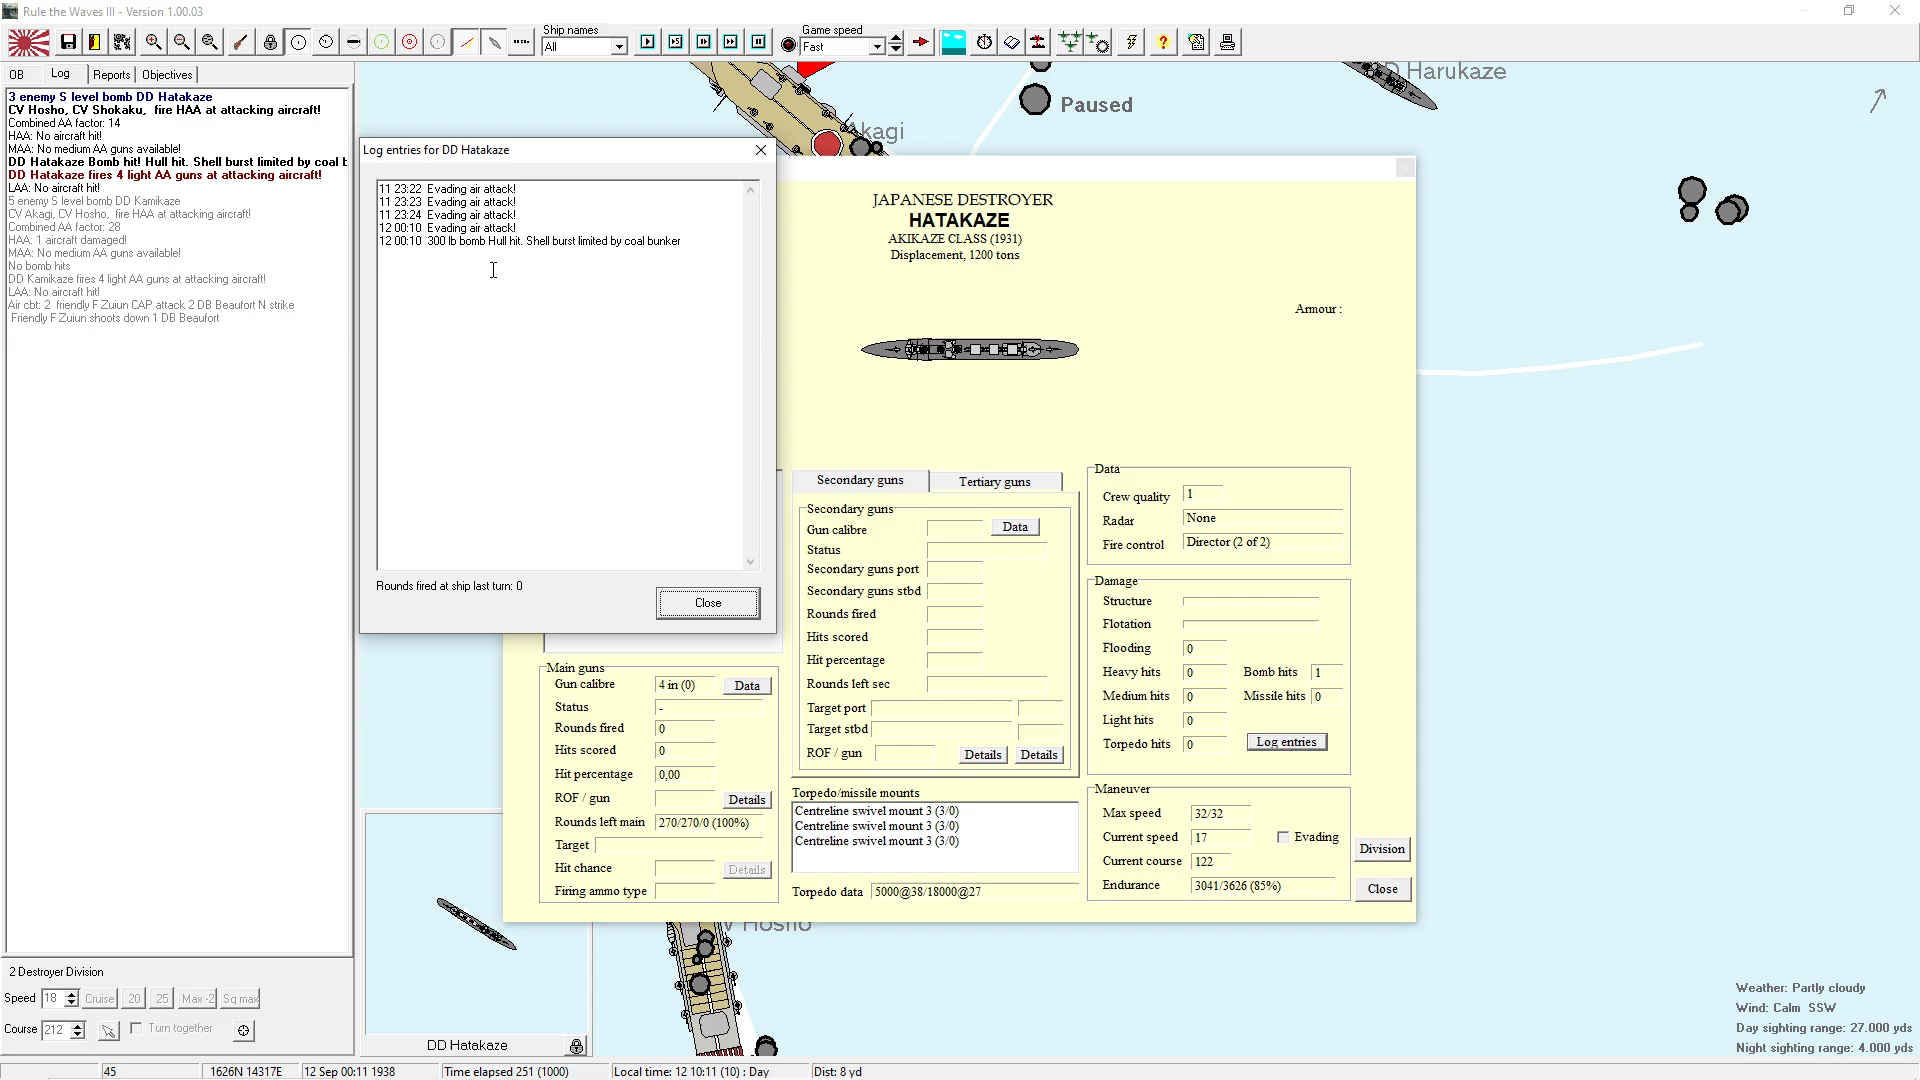 Rule the Waves III - Version 1.00.03
Ship names
All
Game speed
Fast
OB
Log
Reports
Objectives
3 enemy S level bomb DD Hatakaze
CV Hosho, CV Shokaku,  fire HAA at attacking aircraft!
Combined AA factor: 14
HAA: No aircraft hit!
MAA: No medium AA guns available!
DD Hatakaze Bomb hit! Hull hit. Shell burst limited by coal b
DD Hatakaze fires 4 light AA guns at attacking aircraft!
LAA: No aircraft hit!
5 enemy S level bomb DD Kamikaze
CV Akagi, CV Hosho,  fire HAA at attacking aircraft!
Combined AA factor: 28
HAA: 1 aircraft damaged!
MAA: No medium AA guns available!
No bomb hits
DD Kamikaze fires 4 light AA guns at attacking aircraft!
LAA: No aircraft hit!
Air cbt: 2  friendly F Zuiun CAP attack 2 DB Beaufort N strike
Friendly F Zuiun shoots down 1 DB Beaufort
2 Destroyer Division
Speed 18 Cruise 20 25 Max -2 Sq max
Course 212 Turn together
Log entries for DD Hatakaze
11 23:22  Evading air attack!
11 23:23  Evading air attack!
11 23:24  Evading air attack!
12 00:10  Evading air attack!
12 00:10  300 lb bomb Hull hit. Shell burst limited by coal bunker
Rounds fired at ship last turn: 0
Close
Paused
Akagi
D Harukaze
JAPANESE DESTROYER
HATAKAZE
AKIKAZE CLASS (1931)
Displacement, 1200 tons
Armour :
Main guns
Gun calibre 4 in (0) Data
Status -
Rounds fired 0
Hits scored 0
Hit percentage 0,00
ROF / gun Details
Rounds left main 270/270/0 (100%)
Target
Hit chance Details
Firing ammo type
Secondary guns
Tertiary guns
Secondary guns
Gun calibre Data
Status
Secondary guns port
Secondary guns stbd
Rounds fired
Hits scored
Hit percentage
Rounds left sec
Target port
Target stbd
ROF / gun Details Details
Torpedo/missile mounts
Centreline swivel mount 3 (3/0)
Centreline swivel mount 3 (3/0)
Centreline swivel mount 3 (3/0)
Torpedo data 5000@38/18000@27
Data
Crew quality 1
Radar None
Fire control Director (2 of 2)
Damage
Structure
Flotation
Flooding 0
Heavy hits 0 Bomb hits 1
Medium hits 0 Missile hits 0
Light hits 0
Torpedo hits 0 Log entries
Maneuver
Max speed 32/32
Current speed 17 Evading
Current course 122
Endurance 3041/3626 (85%)
Division
Close
V Hosho
DD Hatakaze
Weather: Partly cloudy
Wind: Calm  SSW
Day sighting range: 27.000 yds
Night sighting range: 4.000 yds
45
1626N 14317E
12 Sep 00:11 1938
Time elapsed 251 (1000)
Local time: 12 10:11 (10) : Day
Dist: 8 yd